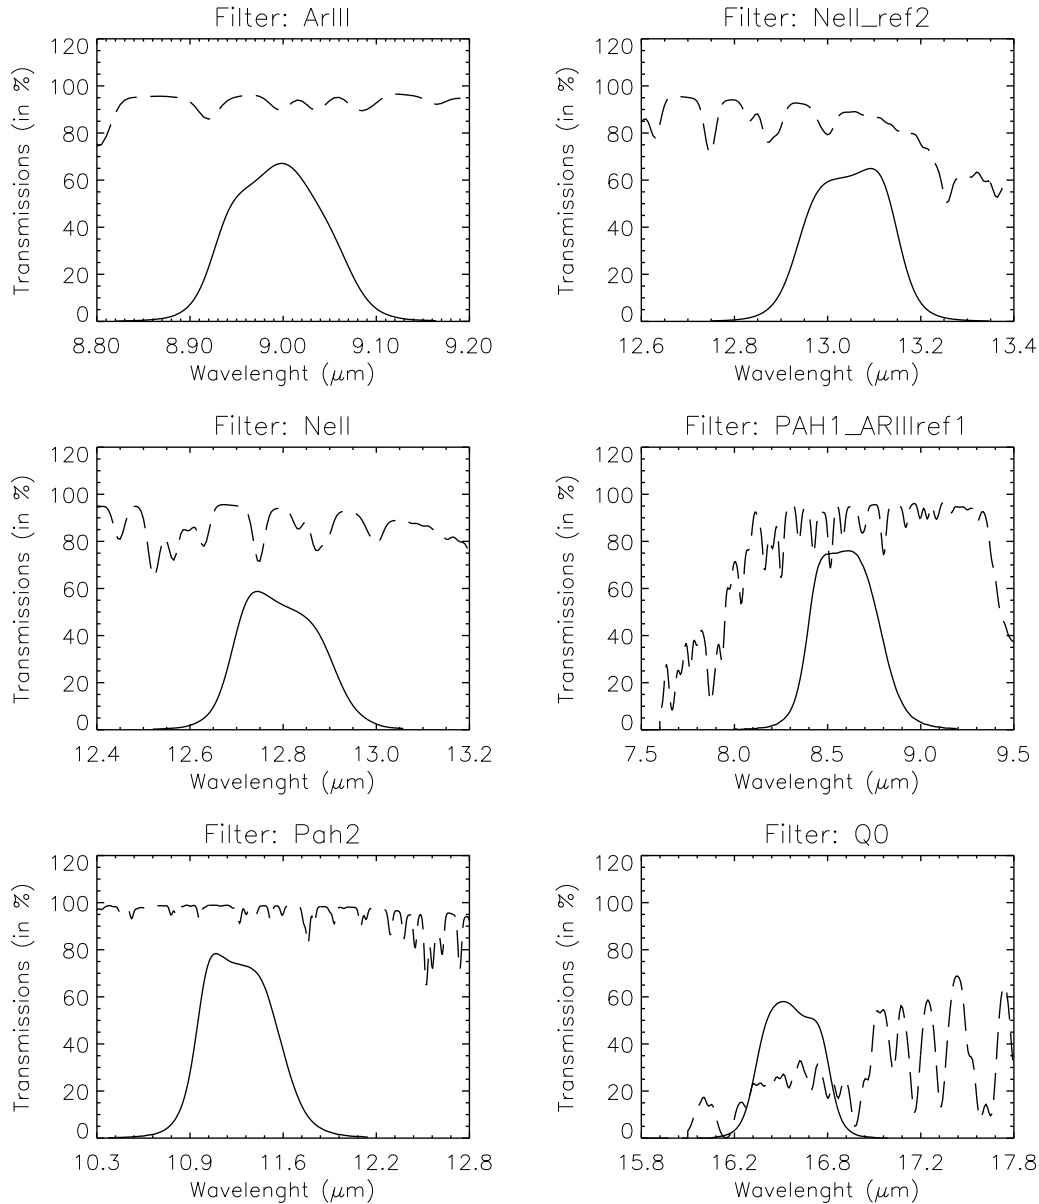 Filter: ArIII
Transmissions (in %)
120
100
80
60
40
20
0
8.80 8.90 9.00 9.10 9.20
Wavelenght (μm)
Filter: NeII_ref2
Transmissions (in %)
120
100
80
60
40
20
0
12.6 12.8 13.0 13.2 13.4
Wavelenght (μm)
Filter: NeII
Transmissions (in %)
120
100
80
60
40
20
0
12.4 12.6 12.8 13.0 13.2
Wavelenght (μm)
Filter: PAH1_ARIIIref1
Transmissions (in %)
120
100
80
60
40
20
0
7.5 8.0 8.5 9.0 9.5
Wavelenght (μm)
Filter: Pah2
Transmissions (in %)
120
100
80
60
40
20
0
10.3 10.9 11.6 12.2 12.8
Wavelenght (μm)
Filter: Q0
Transmissions (in %)
120
100
80
60
40
20
0
15.8 16.2 16.8 17.2 17.8
Wavelenght (μm)